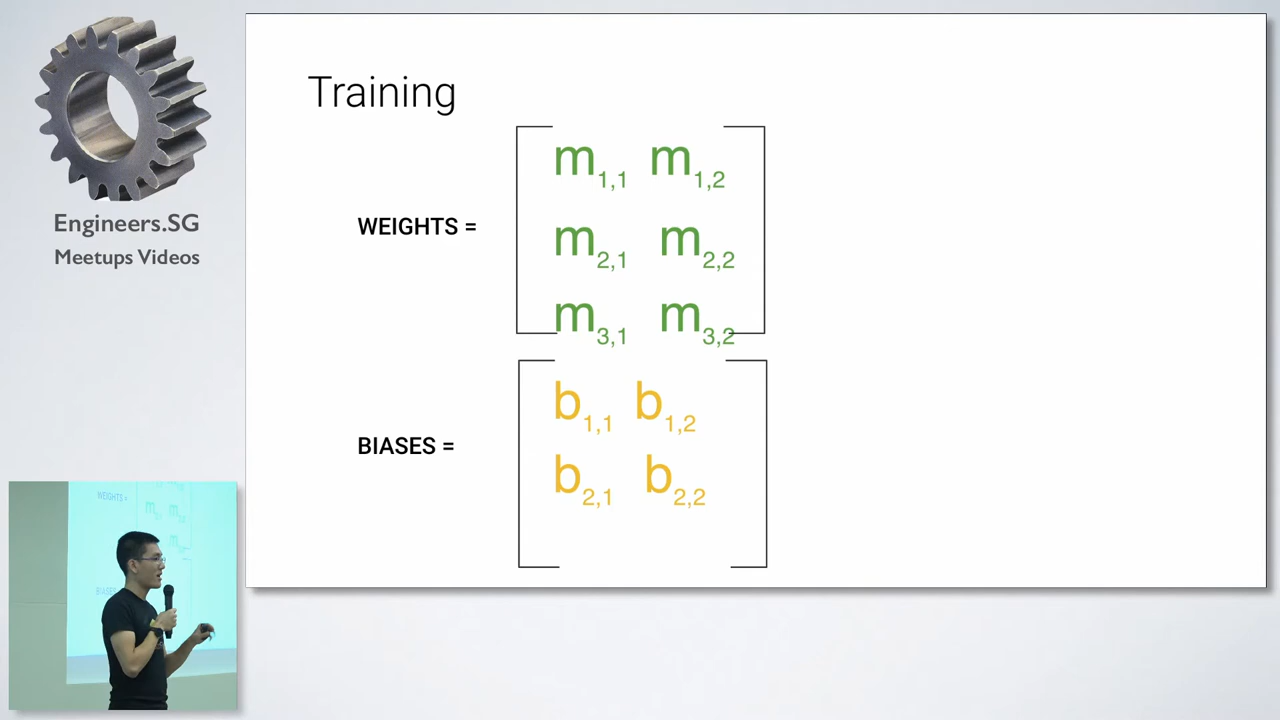 Engineers.SG
Meetups Videos
Training
WEIGHTS =
m1,1 m1,2
m2,1 m2,2
m3,1 m3,2
BIASES =
b1,1 b1,2
b2,1 b2,2
WEIGHTS =